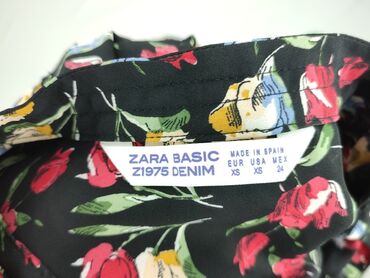 ZARA BASIC
Z1975 DENIM
MADE IN SPAIN
EUR USA MEX
XS XS 24